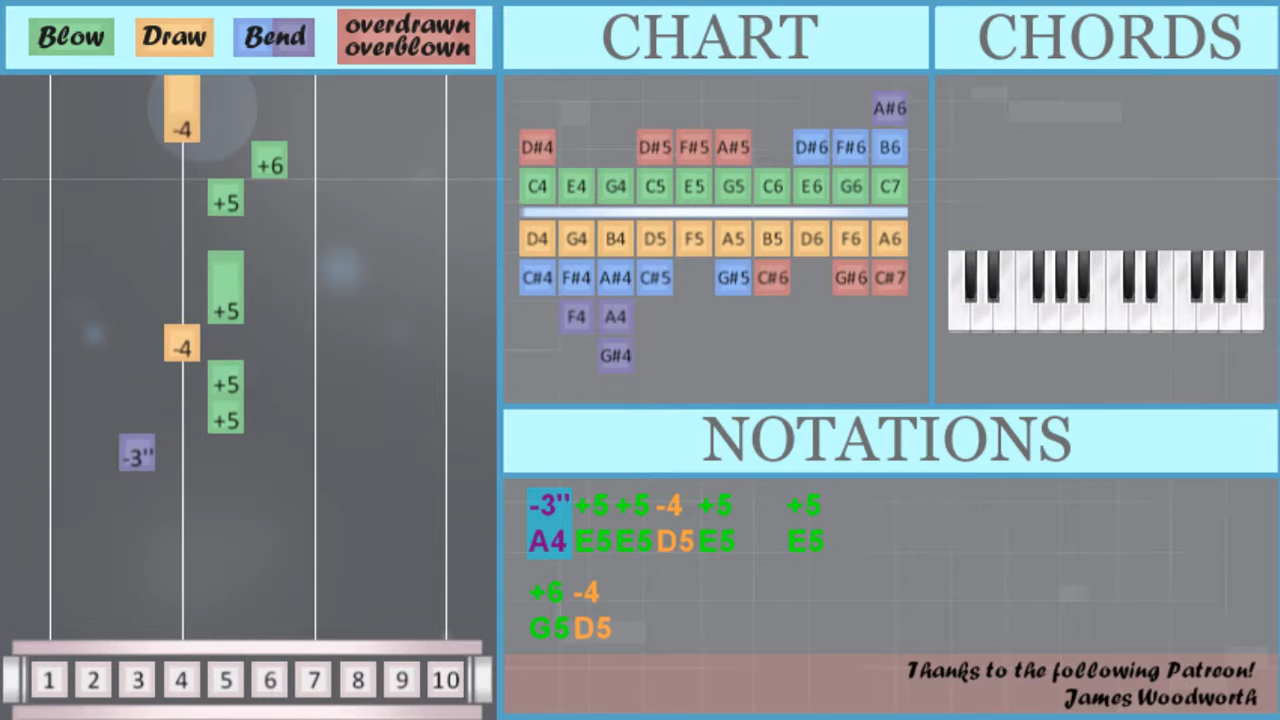 Blow Draw Bend overdrawn
overblown
CHART
CHORDS
-4
+6
+5
+5
-4
+5
+5
-3"
1 2 3 4 5 6 7 8 9 10
A#6
D#4 D#5 F#5 A#5 D#6 F#6 B6
C4 E4 G4 C5 E5 G5 C6 E6 G6 C7
D4 G4 B4 D5 F5 A5 B5 D6 F6 A6
C#4 F#4 A#4 C#5 G#5 C#6 G#6 C#7
F4 A4
G#4
NOTATIONS
-3" +5 +5 -4 +5 +5
A4 E5 E5 D5 E5 E5
+6 -4
G5 D5
Thanks to the following Patreon!
James Woodworth